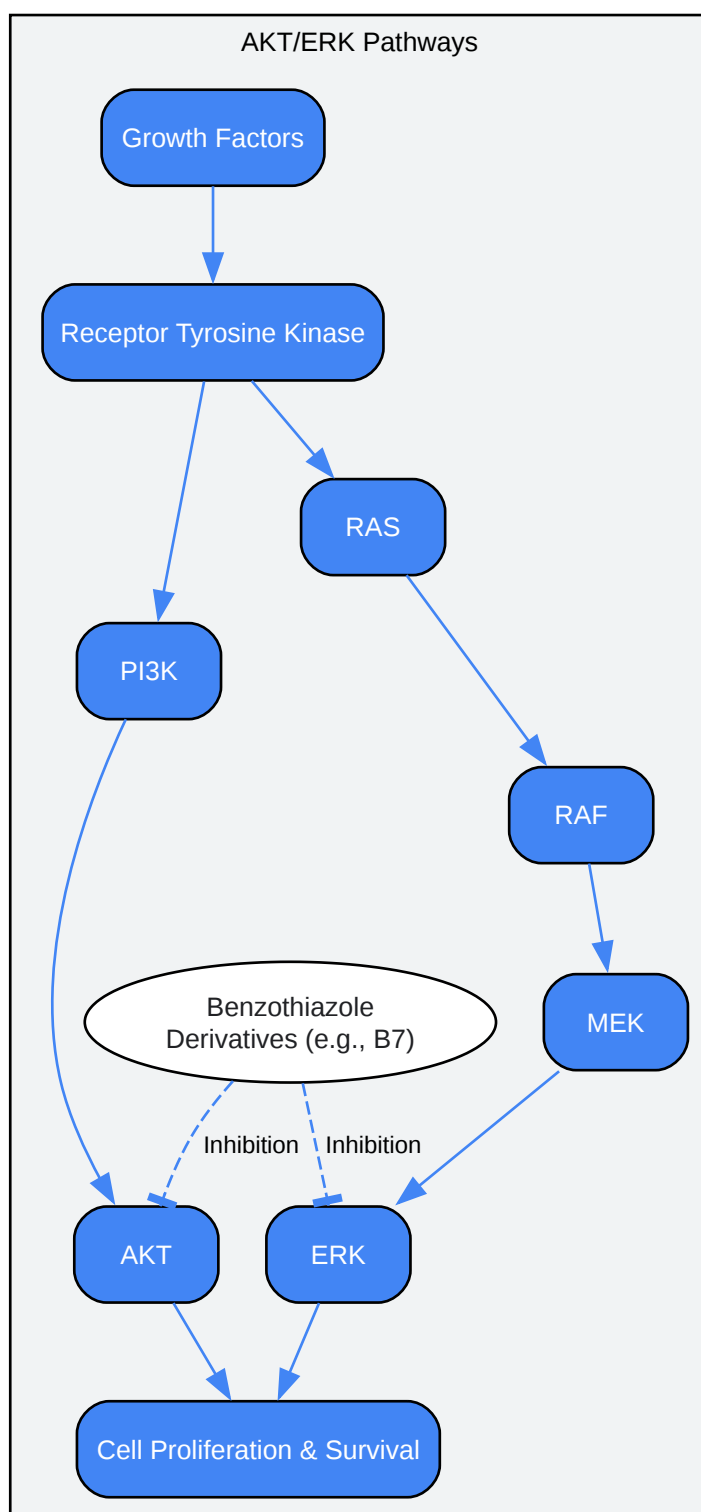 AKT/ERK Pathways
Growth Factors
Receptor Tyrosine Kinase
RAS
PI3K
RAF
Benzothiazole
Derivatives (e.g., B7)
MEK
Inhibition
Inhibition
AKT
ERK
Cell Proliferation & Survival